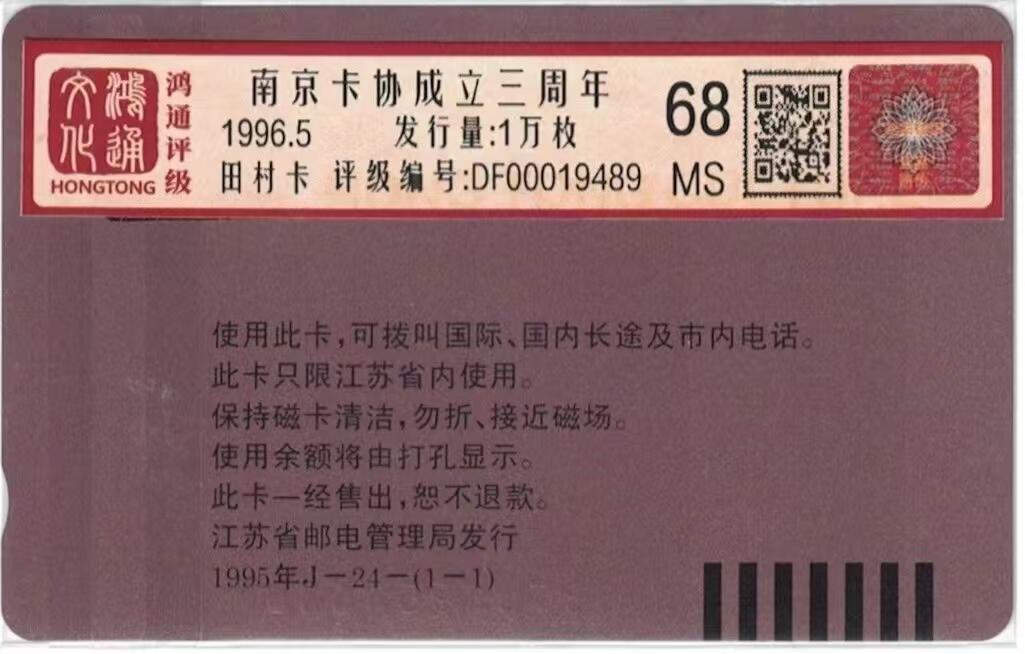 鸿通文化
HONGTONG
鸿通评级
南京卡协成立三周年
1996.5 发行量:1万枚
田村卡 评级编号:DF00019489
68
MS
使用此卡,可拨叫国际、国内长途及市内电话。
此卡只限江苏省内使用。
保持磁卡清洁,勿折、接近磁场。
使用余额将由打孔显示。
此卡一经售出,恕不退款。
江苏省邮电管理局发行
1995年J-24-(1-1)